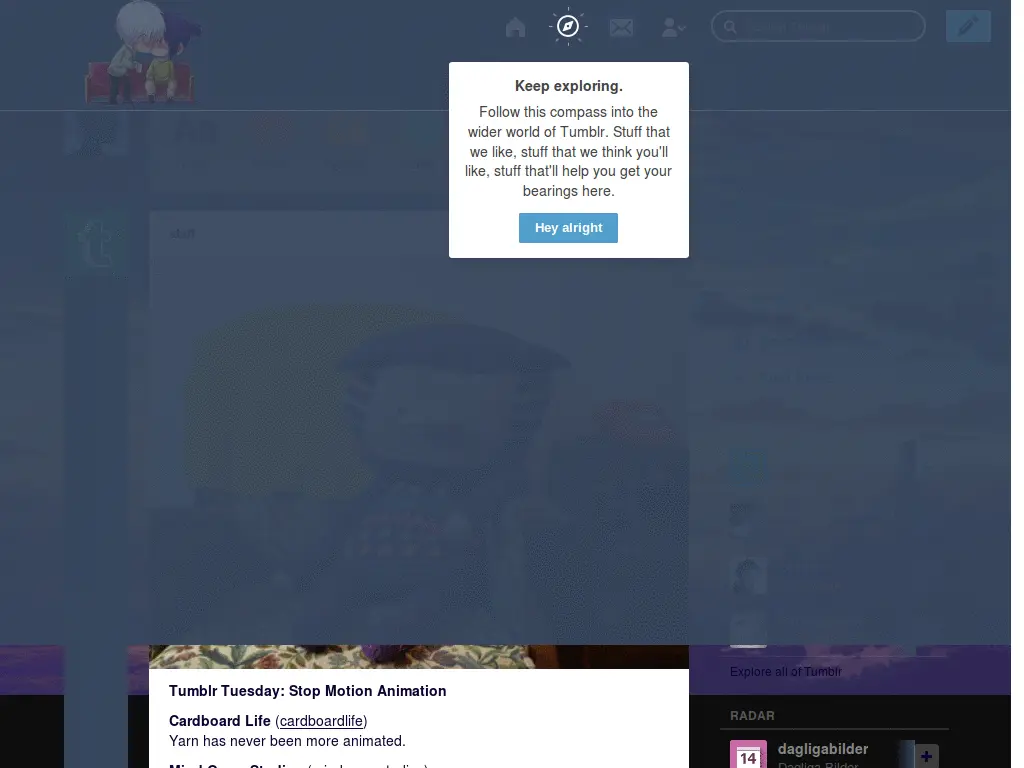 Keep exploring.
Follow this compass into the
wider world of Tumblr. Stuff that
we like, stuff that we think you'll
like, stuff that'll help you get your
bearings here.
Hey alright
staff
Tumblr Tuesday: Stop Motion Animation
Cardboard Life (cardboardlife)
Yarn has never been more animated.
Explore all of Tumblr
RADAR
14
dagligabilder
Dagliga Bilder